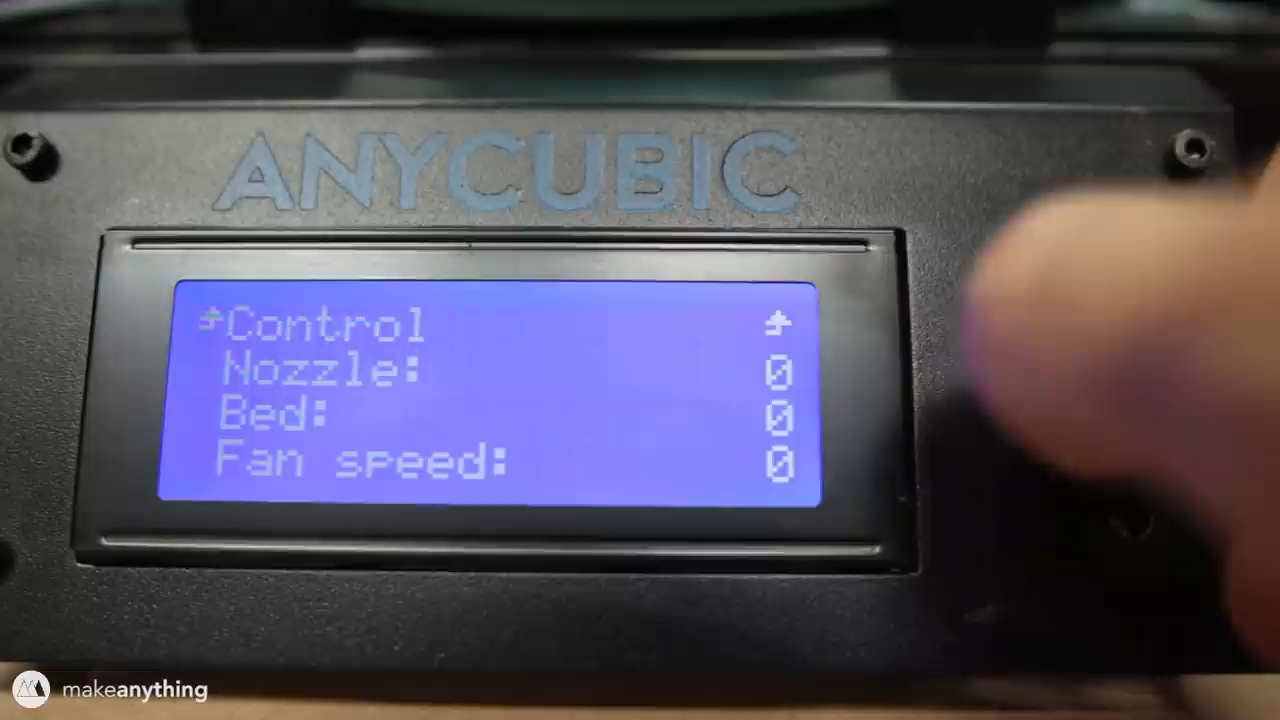 ANYCUBIC
Control
Nozzle: 0
Bed: 0
Fan speed: 0
makeanything